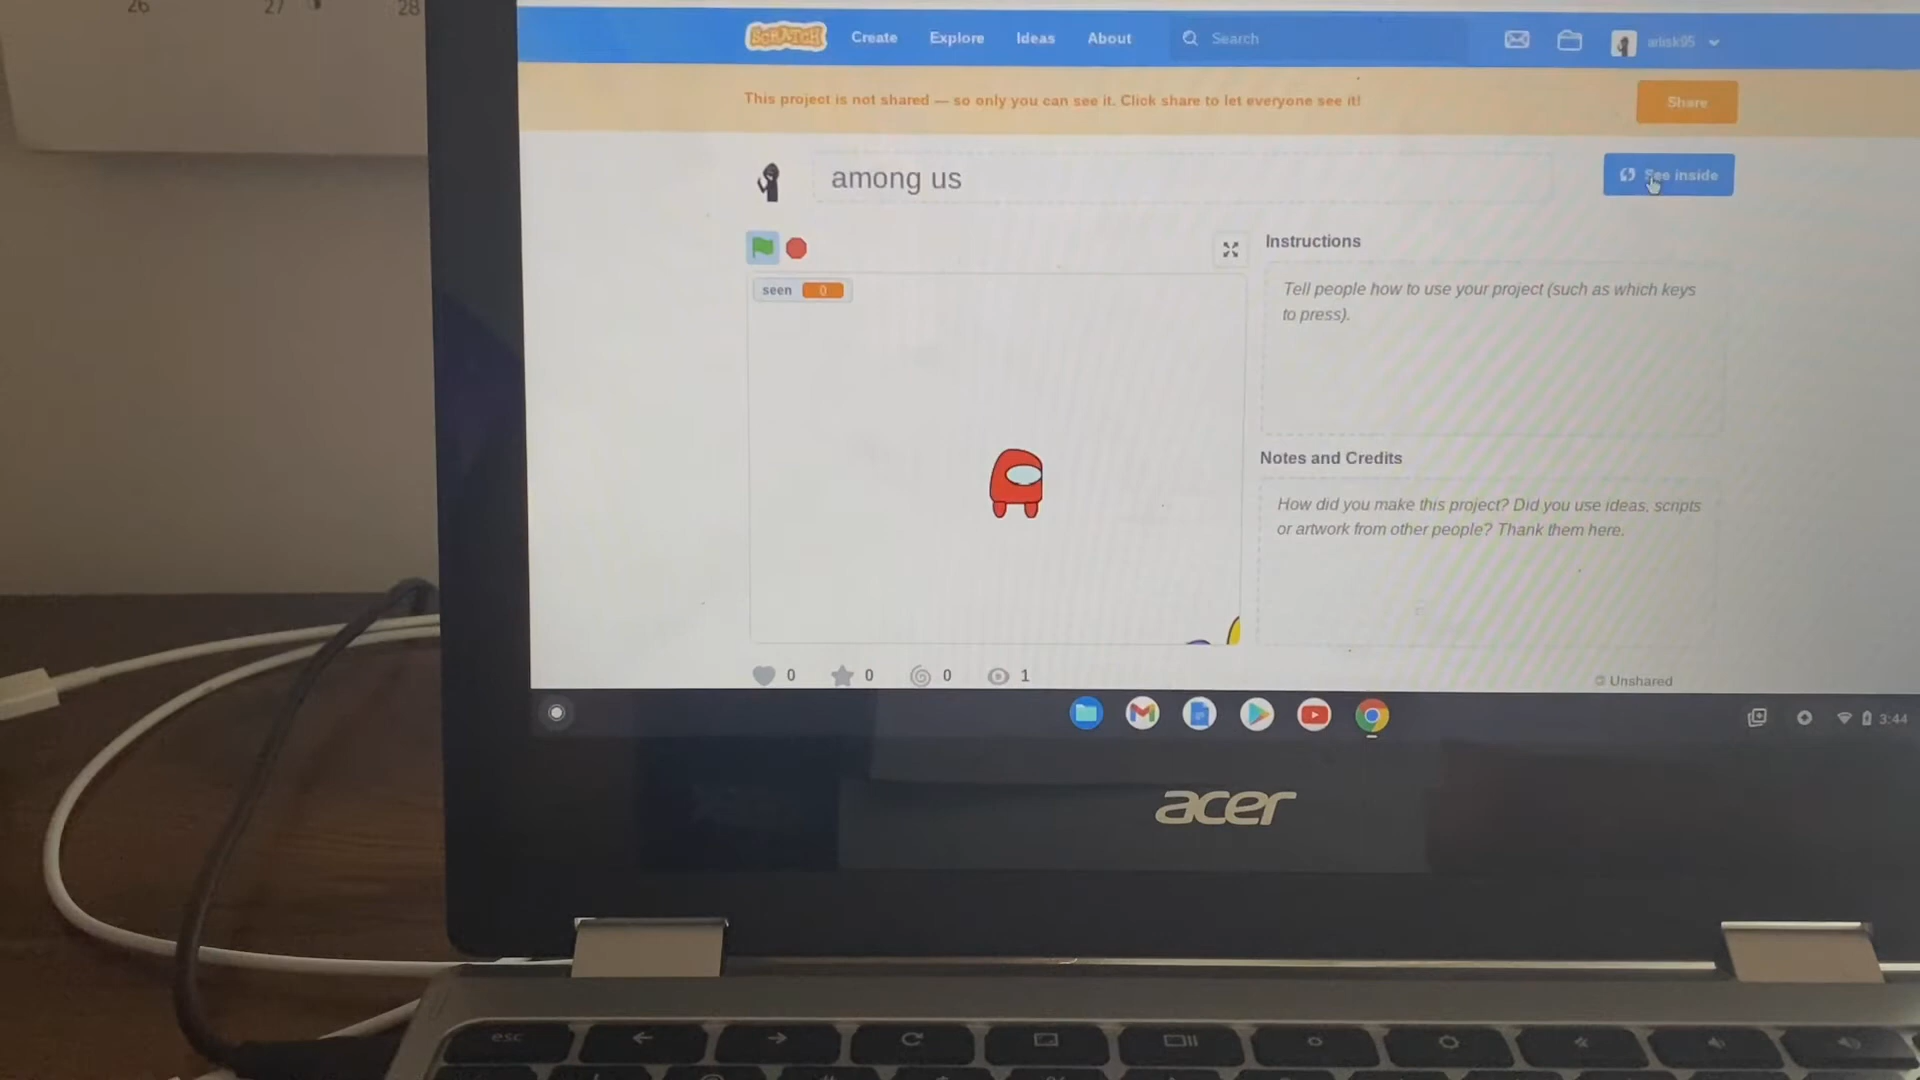 26 27 28
SCRATCH Create Explore Ideas About Search
This project is not shared — so only you can see it. Click share to let everyone see it!
Share
among us
See inside
Instructions
seen 0
Tell people how to use your project (such as which keys
to press).
Notes and Credits
How did you make this project? Did you use ideas, scripts
or artwork from other people? Thank them here.
0 0 0 1
Unshared
3:44
acer
esc